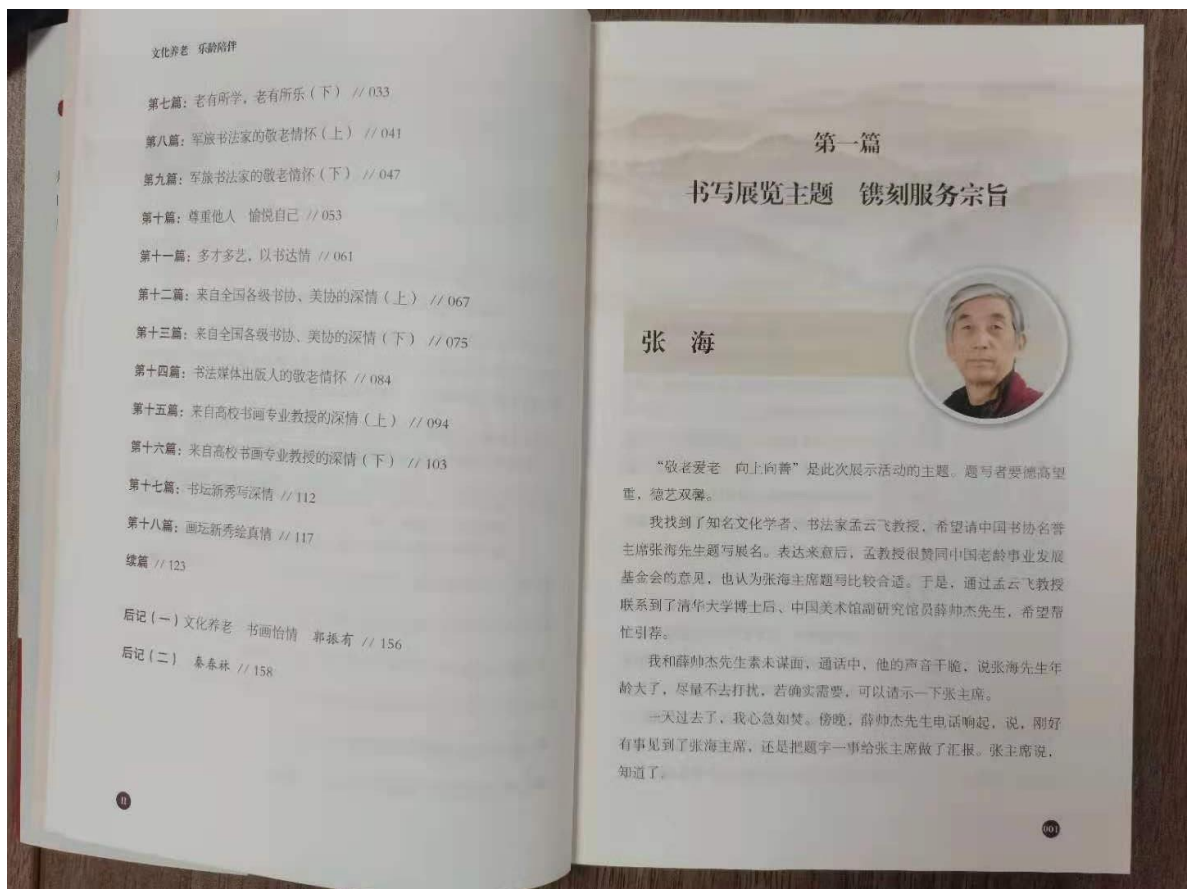 文化养老 乐龄陪伴
第七篇：老有所学，老有所乐（下） // 033
第八篇：军旅书法家的敬老情怀（上） // 041
第九篇：军旅书法家的敬老情怀（下） // 047
第十篇：尊重他人 愉悦自己 // 053
第十一篇：多才多艺，以书达情 // 061
第十二篇：来自全国各级书协、美协的深情（上） // 067
第十三篇：来自全国各级书协、美协的深情（下） // 075
第十四篇：书法媒体出版人的敬老情怀 // 084
第十五篇：来自高校书画专业教授的深情（上） // 094
第十六篇：来自高校书画专业教授的深情（下） // 103
第十七篇：书坛新秀写深情 // 112
第十八篇：画坛新秀绘真情 // 117
续篇 // 123
后记（一）文化养老 书画怡情 郭振有 // 156
后记（二） 秦春林 // 158
II
第一篇
书写展览主题 镌刻服务宗旨
张 海
“敬老爱老 向上向善”是此次展示活动的主题。题写者要德高望
重，德艺双馨。
我找到了知名文化学者、书法家孟云飞教授，希望请中国书协名誉
主席张海先生题写展名。表达来意后，孟教授很赞同中国老龄事业发展
基金会的意见，也认为张海主席题写比较合适。于是，通过孟云飞教授
联系到了清华大学博士后、中国美术馆副研究馆员薛帅杰先生，希望帮
忙引荐。
我和薛帅杰先生素未谋面，通话中，他的声音干脆，说张海先生年
龄大了，尽量不去打扰，若确实需要，可以请示一下张主席。
一天过去了，我心急如焚。傍晚，薛帅杰先生电话响起，说，刚好
有事见到了张海主席，还是把题字一事给张主席做了汇报。张主席说，
知道了。
001